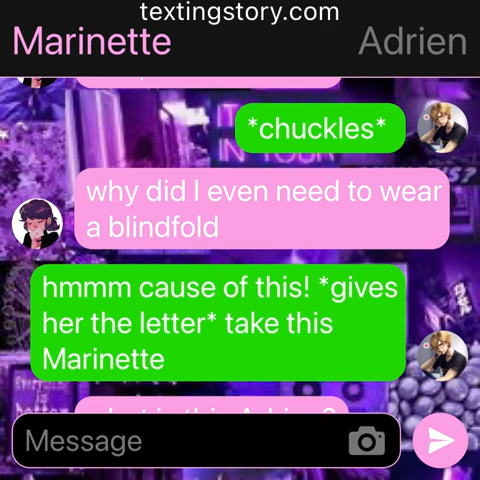 textingstory.com
Marinette
Adrien
*chuckles*
why did I even need to wear
a blindfold
hmmm cause of this! *gives
her the letter* take this
Marinette
Message